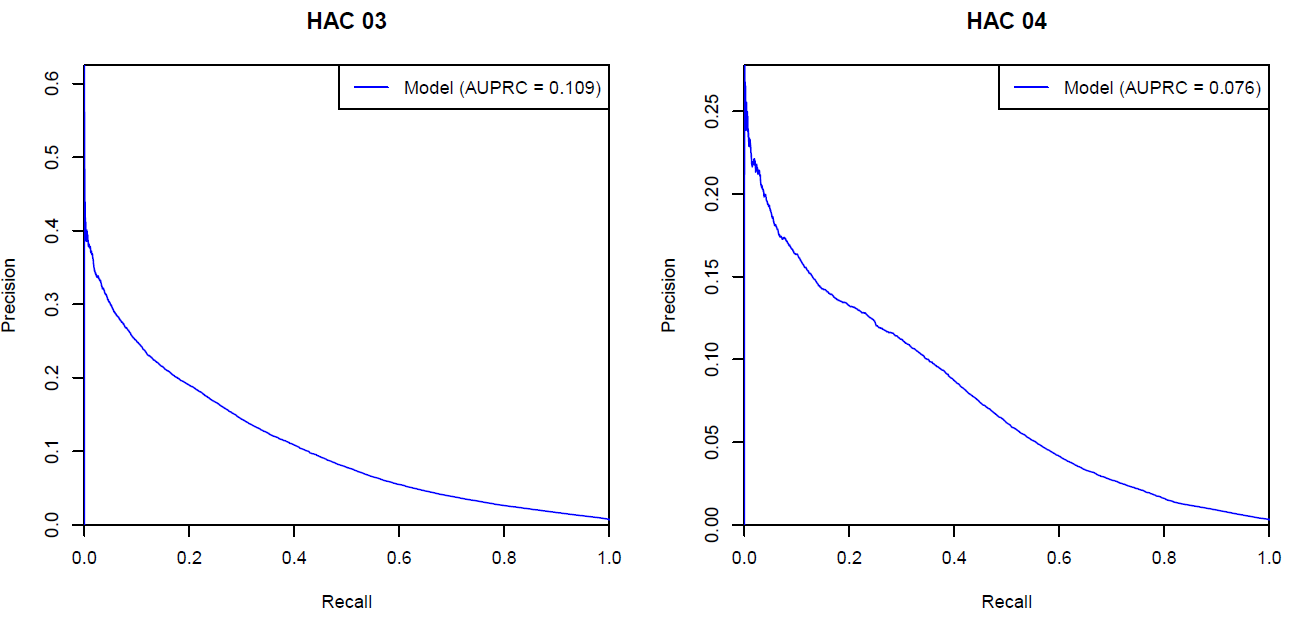 HAC 03
Model (AUPRC = 0.109)
Precision
0.6
0.5
0.4
0.3
0.2
0.1
0.0
0.0 0.2 0.4 0.6 0.8 1.0
Recall
HAC 04
Model (AUPRC = 0.076)
Precision
0.25
0.20
0.15
0.10
0.05
0.00
0.0 0.2 0.4 0.6 0.8 1.0
Recall